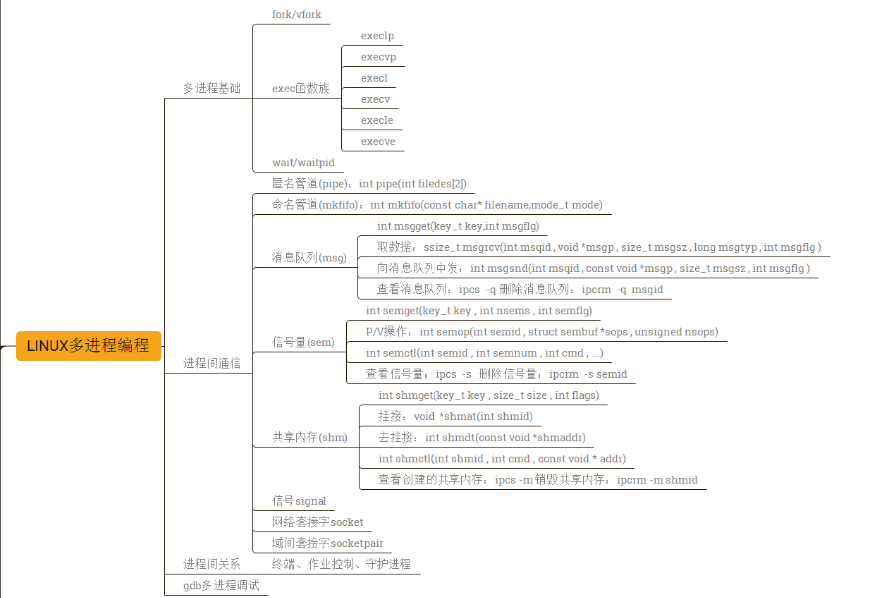 LINUX多进程编程
多进程基础
fork/vfork
exec函数族
execlp
execvp
execl
execv
execle
execve
wait/waitpid
进程间通信
匿名管道(pipe)：int pipe(int filedes[2])
命名管道(mkfifo)：int mkfifo(const char* filename,mode_t mode)
消息队列(msg)
int msgget(key_t key,int msgflg)
取数据：ssize_t msgrcv(int msqid , void *msgp , size_t msgsz , long msgtyp , int msgflg )
向消息队列中发：int msgsnd(int msqid , const void *msgp , size_t msgsz , int msgflg )
查看消息队列：ipcs -q 删除消息队列：ipcrm -q msgid
信号量(sem)
int semget(key_t key , int nsems , int semflg)
P/V操作：int semop(int semid , struct sembuf *sops , unsigned nsops)
int semctl(int semid , int semnum , int cmd , ...)
查看信号量：ipcs -s 删除信号量：ipcrm -s semid
共享内存(shm)
int shmget(key_t key , size_t size , int flags)
挂接：void *shmat(int shmid)
去挂接：int shmdt(const void *shmaddr)
int shmctl(int shmid , int cmd , const void * addr)
查看创建的共享内存：ipcs -m 销毁共享内存：ipcrm -m shmid
信号signal
网络套接字socket
域间套接字socketpair
进程间关系
终端、作业控制、守护进程
gdb多进程调试